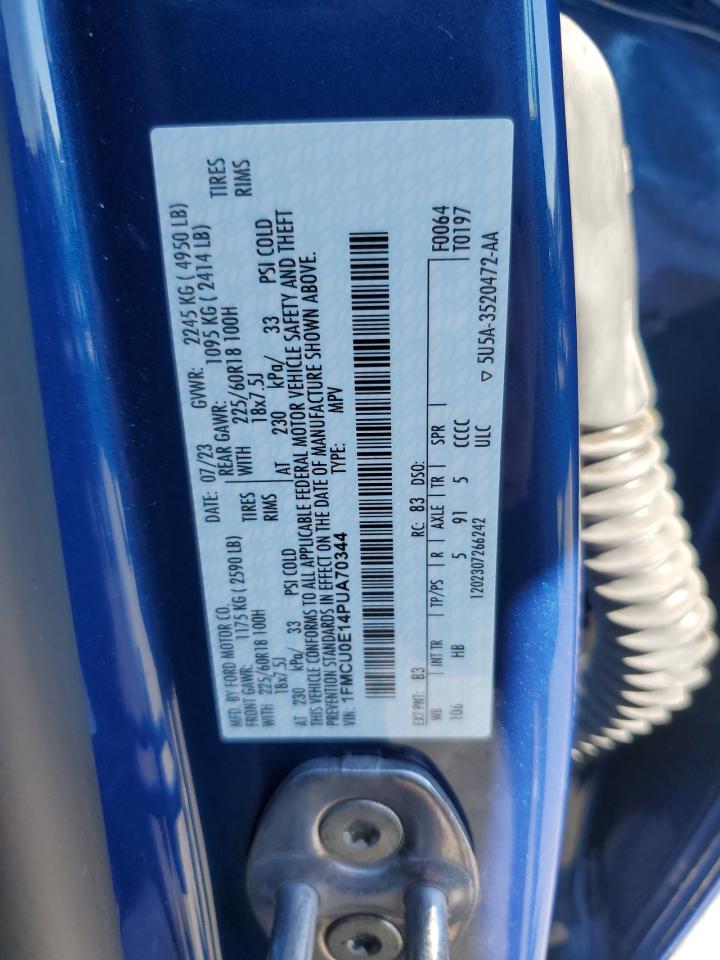 MFD. BY FORD MOTOR CO. DATE: 07/23 GVWR: 2245 KG ( 4950 LB)
FRONT GAWR: 1175 KG ( 2590 LB) REAR GAWR: 1095 KG ( 2414 LB)
WITH 225/60R18 100H TIRES WITH 225/60R18 100H TIRES
18x7.5J RIMS 18x7.5J RIMS
AT 230 kPa/ 33 PSI COLD AT 230 kPa/ 33 PSI COLD
THIS VEHICLE CONFORMS TO ALL APPLICABLE FEDERAL MOTOR VEHICLE SAFETY AND THEFT
PREVENTION STANDARDS IN EFFECT ON THE DATE OF MANUFACTURE SHOWN ABOVE.
VIN: 1FMCU0E14PUA70344 TYPE: MPV
F0064
EXT PNT: B3 RC: 83 DSO: T0197
WB INT TR TP/PS R AXLE TR SPR
106 HB 5 91 5 CCCC
1202307266242 ULC ▽ 5U5A-3520472-AA